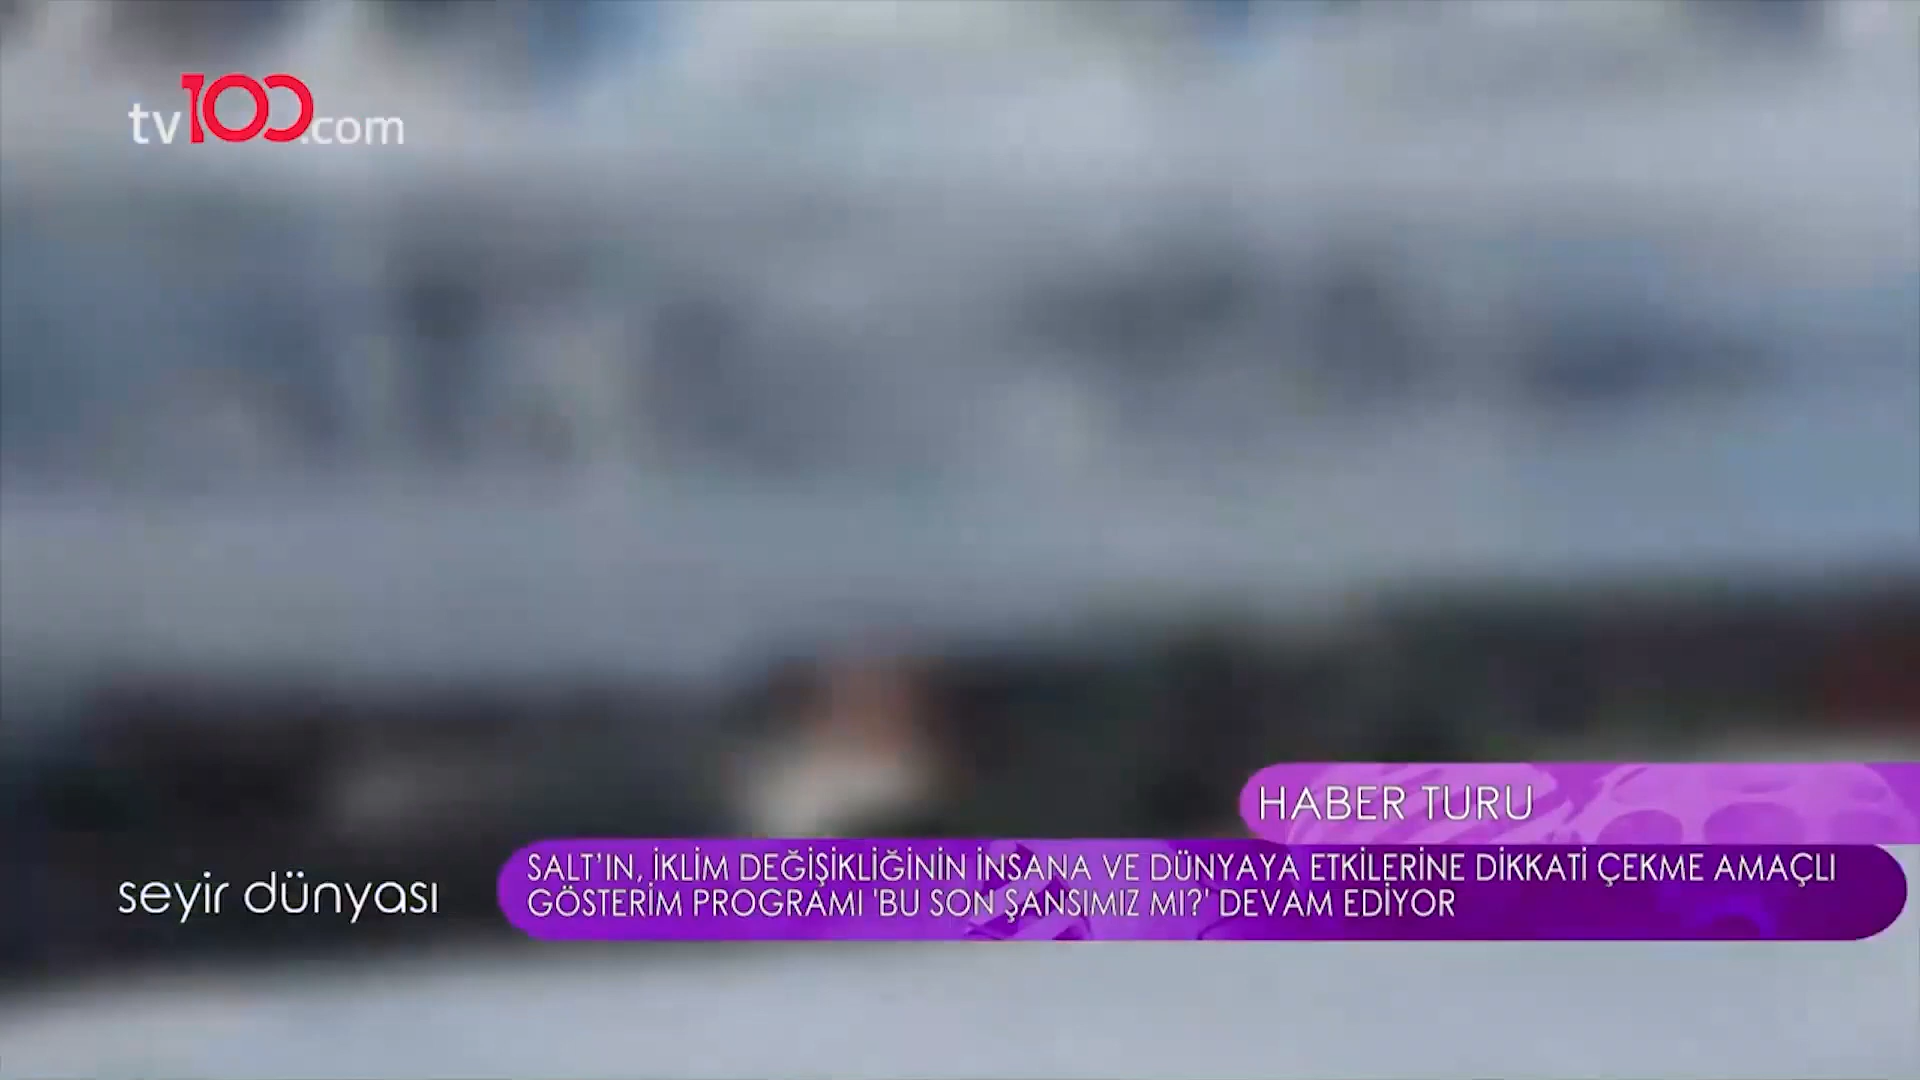 tv100.com
HABER TURU
SALT'IN, İKLİM DEĞİŞİKLİĞİNİN İNSANA VE DÜNYAYA ETKİLERİNE DİKKATİ ÇEKME AMAÇLI
GÖSTERİM PROGRAMI 'BU SON ŞANSIMIZ MI?' DEVAM EDİYOR
seyir dünyası